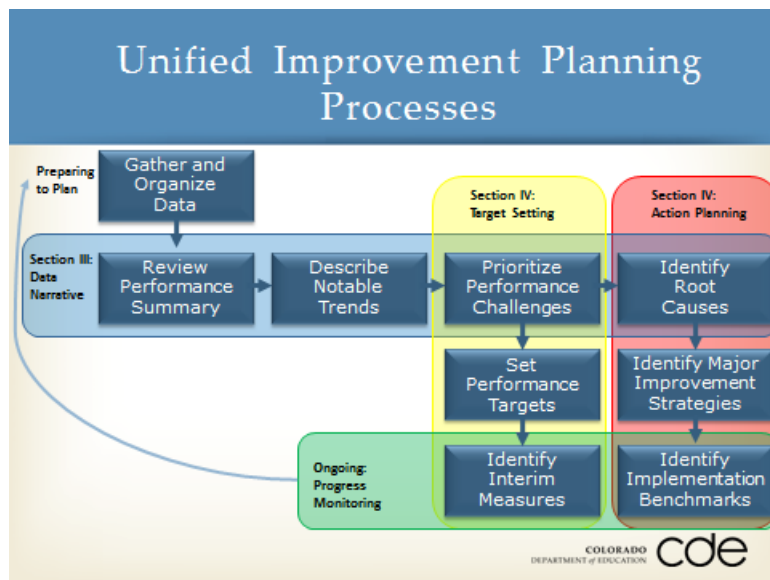 Unified Improvement Planning
Processes
Preparing
to Plan
Gather and
Organize
Data
Section IV:
Target Setting
Section IV:
Action Planning
Section III:
Data
Narrative
Review
Performance
Summary
Describe
Notable
Trends
Prioritize
Performance
Challenges
Identify
Root
Causes
Set
Performance
Targets
Identify Major
Improvement
Strategies
Ongoing:
Progress
Monitoring
Identify
Interim
Measures
Identify
Implementation
Benchmarks
COLORADO
DEPARTMENT of EDUCATION
cde